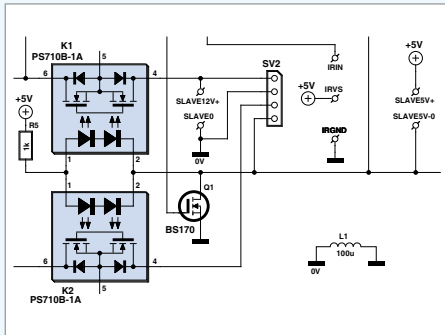 K1
PS710B-1A
5
6
4
+5V
R5
1k
1
2
1
2
6
4
5
K2
PS710B-1A
Q1
BS170
SLAVE12V+
SLAVE0
0V
SV2
+5V
IRIN
IRVS
IRGND
+5V
SLAVE5V+
SLAVE5V-0
L1
100u
0V